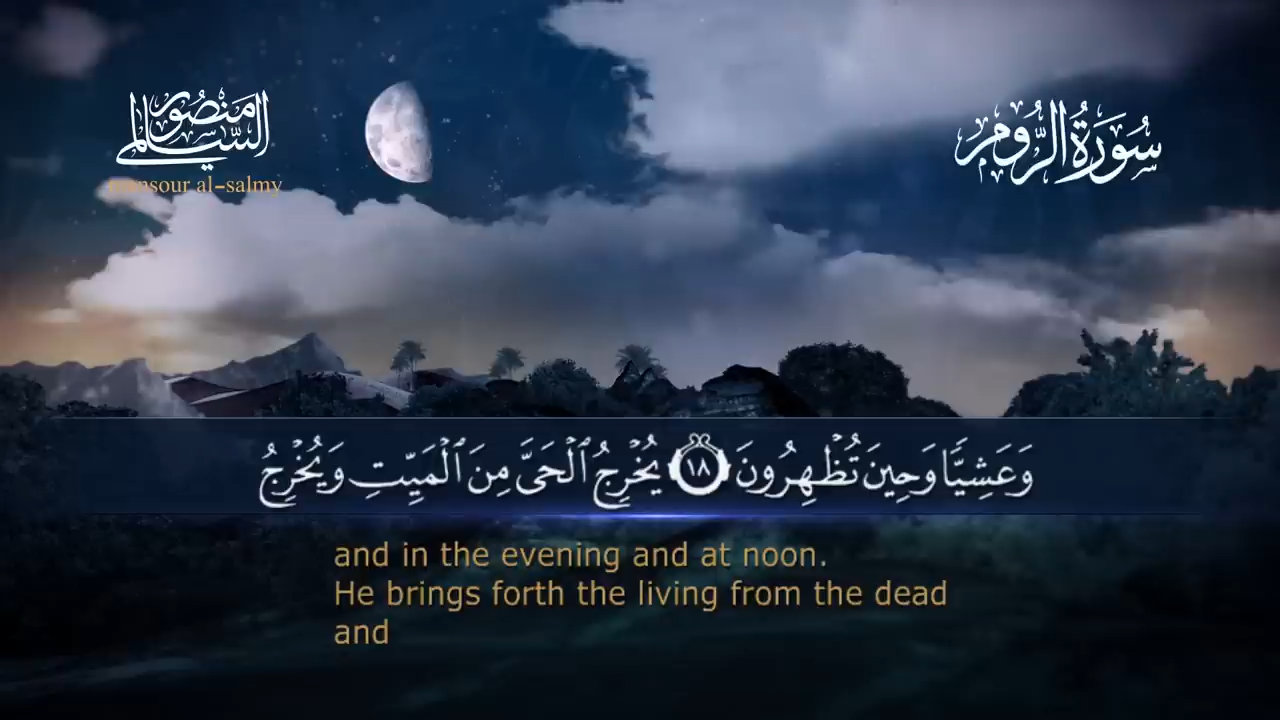 منصور السالمي
mansour al-salmy
سُورَةُ الرُّومِ
وَعَشِيًّا وَحِينَ تُظْهِرُونَ ١٨ يُخْرِجُ ٱلْحَىَّ مِنَ ٱلْمَيِّتِ وَيُخْرِجُ
and in the evening and at noon.
He brings forth the living from the dead
and